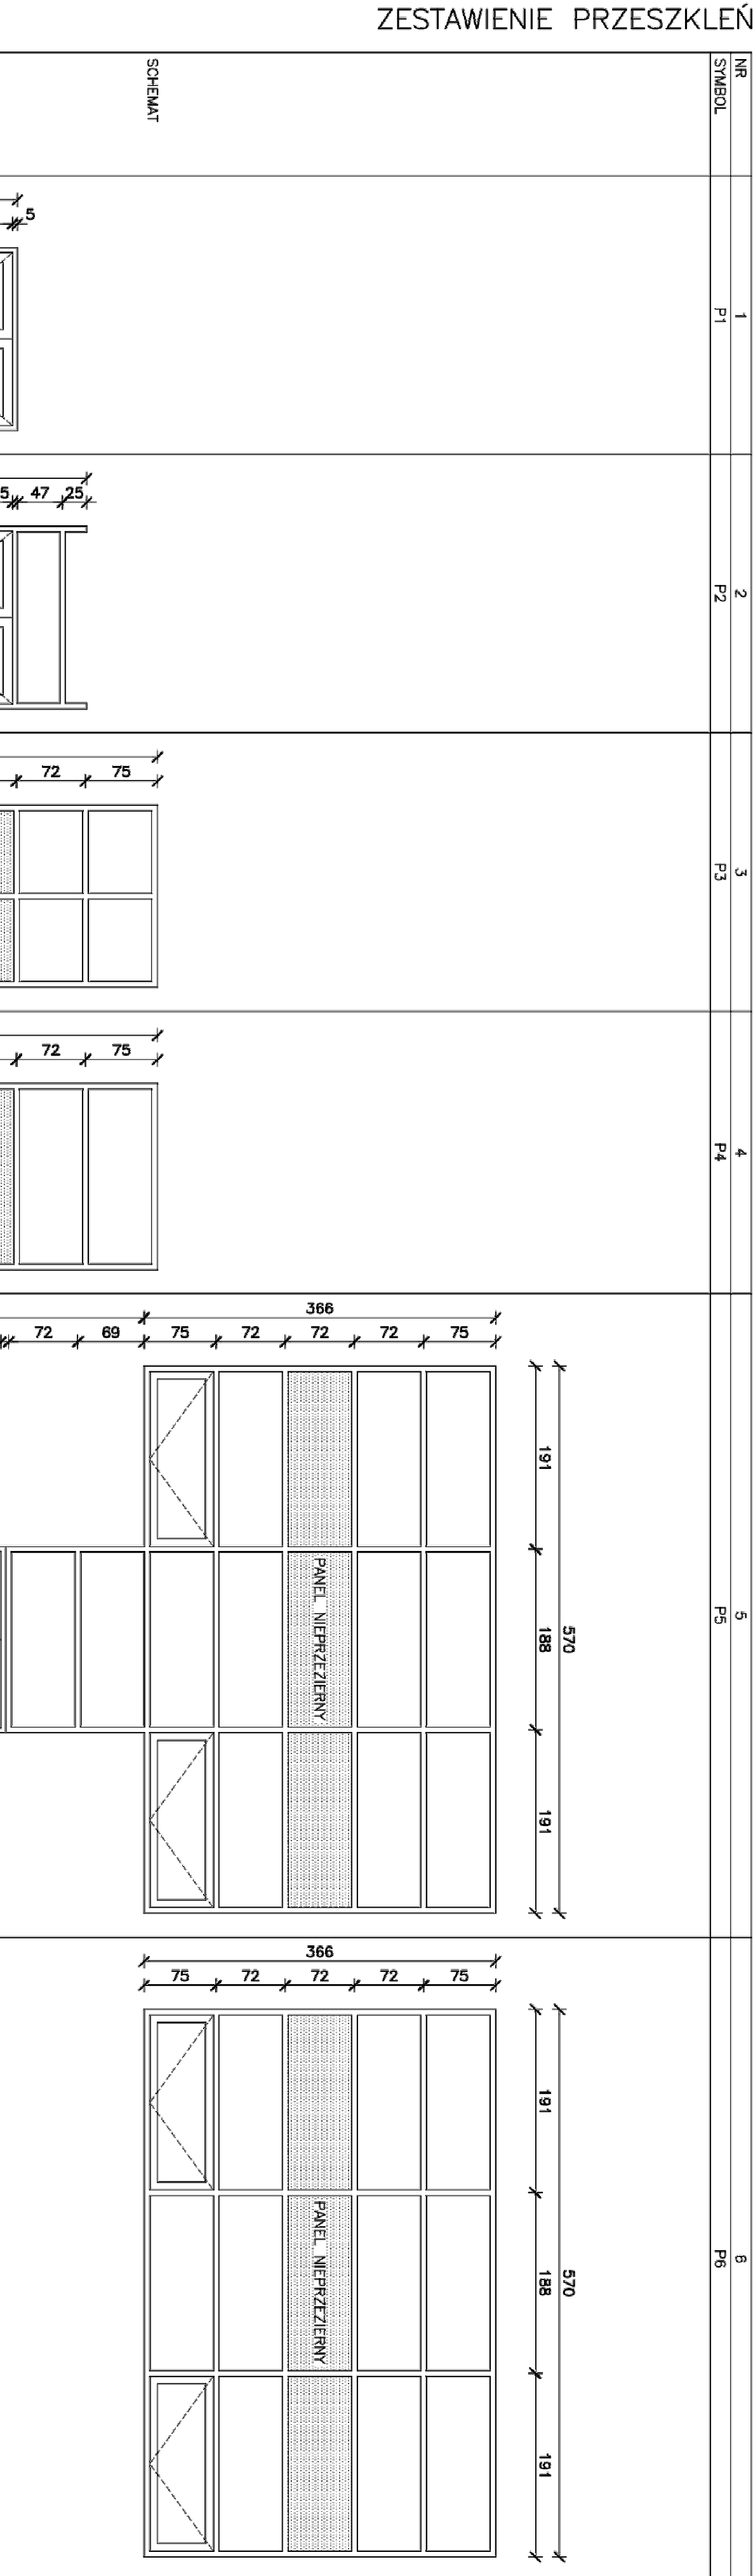 ZESTAWIENIE PRZESZKLEŃ
NR 1 2 3 4 5 6
SYMBOL P1 P2 P3 P4 P5 P6
SCHEMAT
5
5 47 25
72 75
72 75
570
191 188 191
366
72 69 75 72 72 72 75
PANEL NIEPRZEZIERNY
570
191 188 191
366
75 72 72 72 75
PANEL NIEPRZEZIERNY